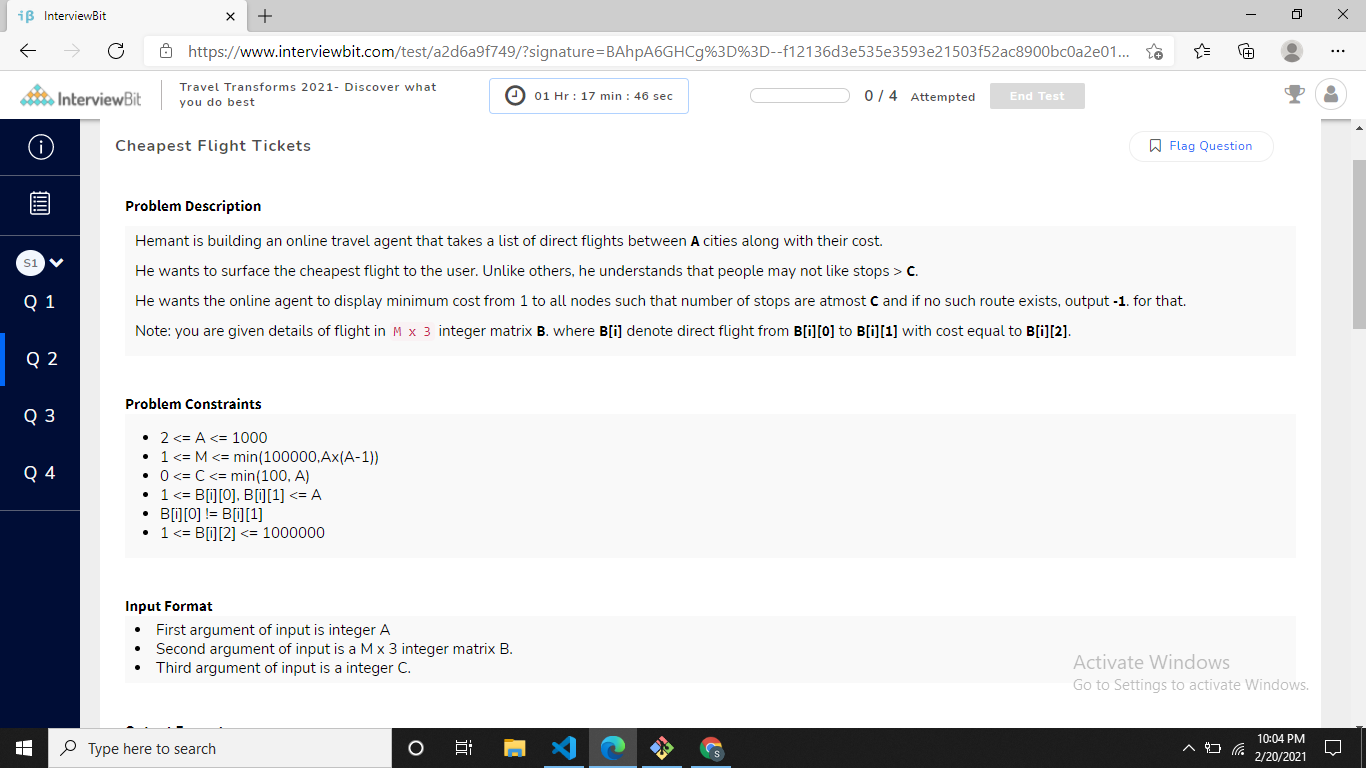 InterviewBit
https://www.interviewbit.com/test/a2d6a9f749/?signature=BAhpA6GHCg%3D%3D--f12136d3e535e3593e21503f52ac8900bc0a2e01...
InterviewBit
Travel Transforms 2021- Discover what
you do best
01 Hr : 17 min : 46 sec
0 / 4 Attempted
End Test
Cheapest Flight Tickets
Flag Question
S1
Q 1
Q 2
Q 3
Q 4
Problem Description
Hemant is building an online travel agent that takes a list of direct flights between A cities along with their cost.
He wants to surface the cheapest flight to the user. Unlike others, he understands that people may not like stops > C.
He wants the online agent to display minimum cost from 1 to all nodes such that number of stops are atmost C and if no such route exists, output -1. for that.
Note: you are given details of flight in M x 3 integer matrix B. where B[i] denote direct flight from B[i][0] to B[i][1] with cost equal to B[i][2].
Problem Constraints
• 2 <= A <= 1000
• 1 <= M <= min(100000,Ax(A-1))
• 0 <= C <= min(100, A)
• 1 <= B[i][0], B[i][1] <= A
• B[i][0] != B[i][1]
• 1 <= B[i][2] <= 1000000
Input Format
• First argument of input is integer A
• Second argument of input is a M x 3 integer matrix B.
• Third argument of input is a integer C.
Activate Windows
Go to Settings to activate Windows.
Type here to search
10:04 PM
2/20/2021